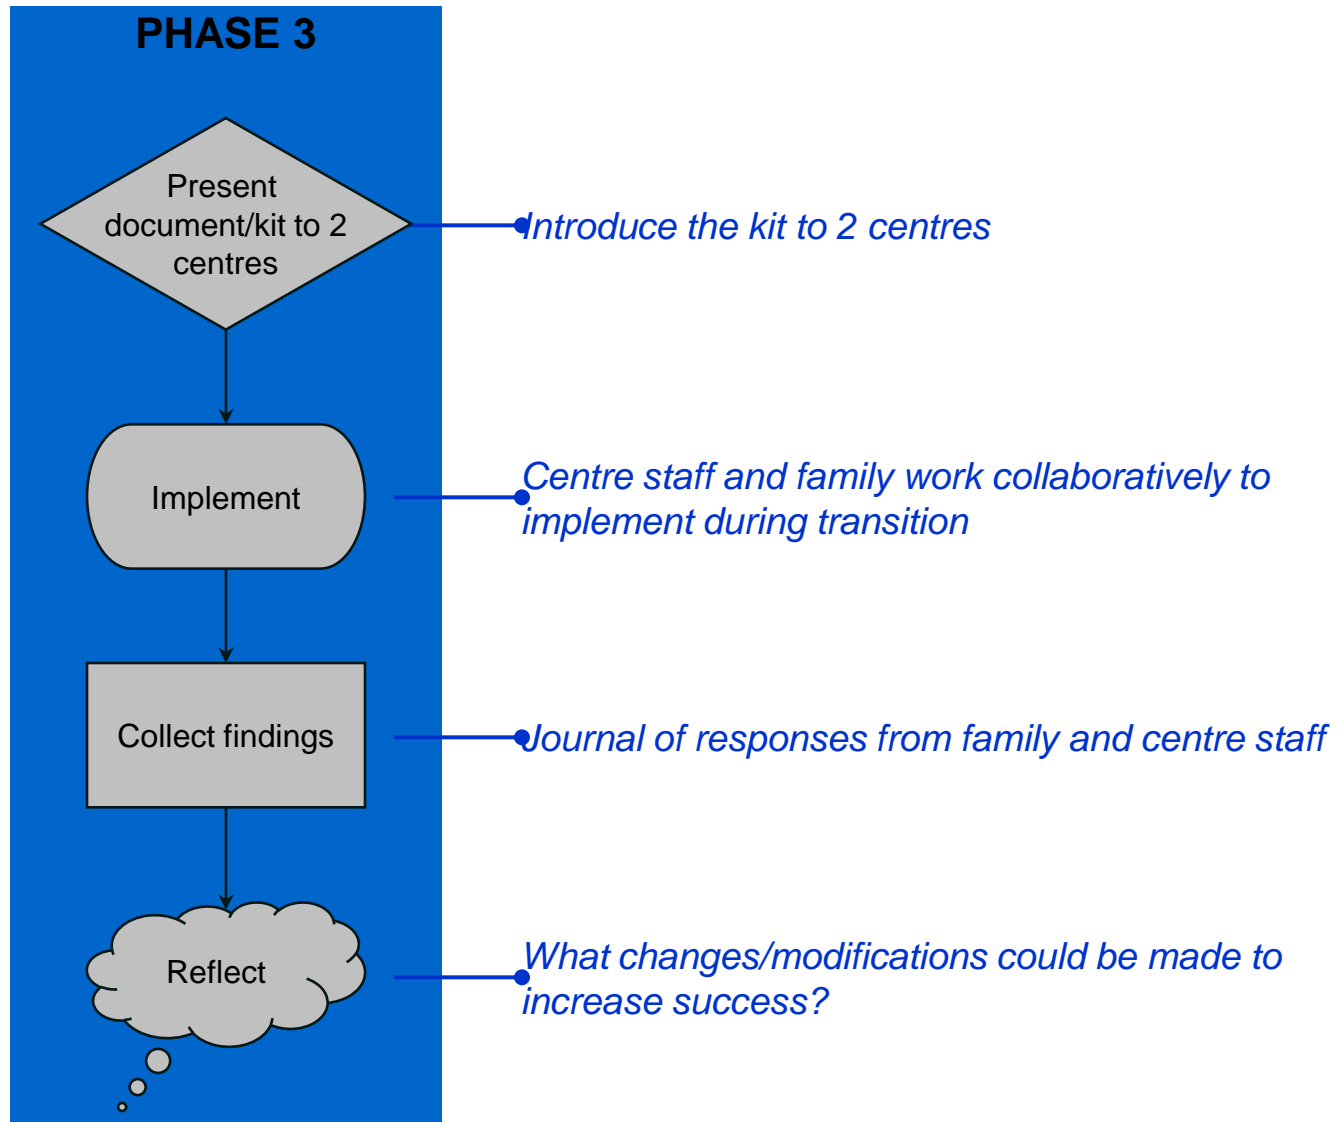 PHASE 3
Present
document/kit to 2
centres
Introduce the kit to 2 centres
Implement
Centre staff and family work collaboratively to
implement during transition
Collect findings
Journal of responses from family and centre staff
Reflect
What changes/modifications could be made to
increase success?